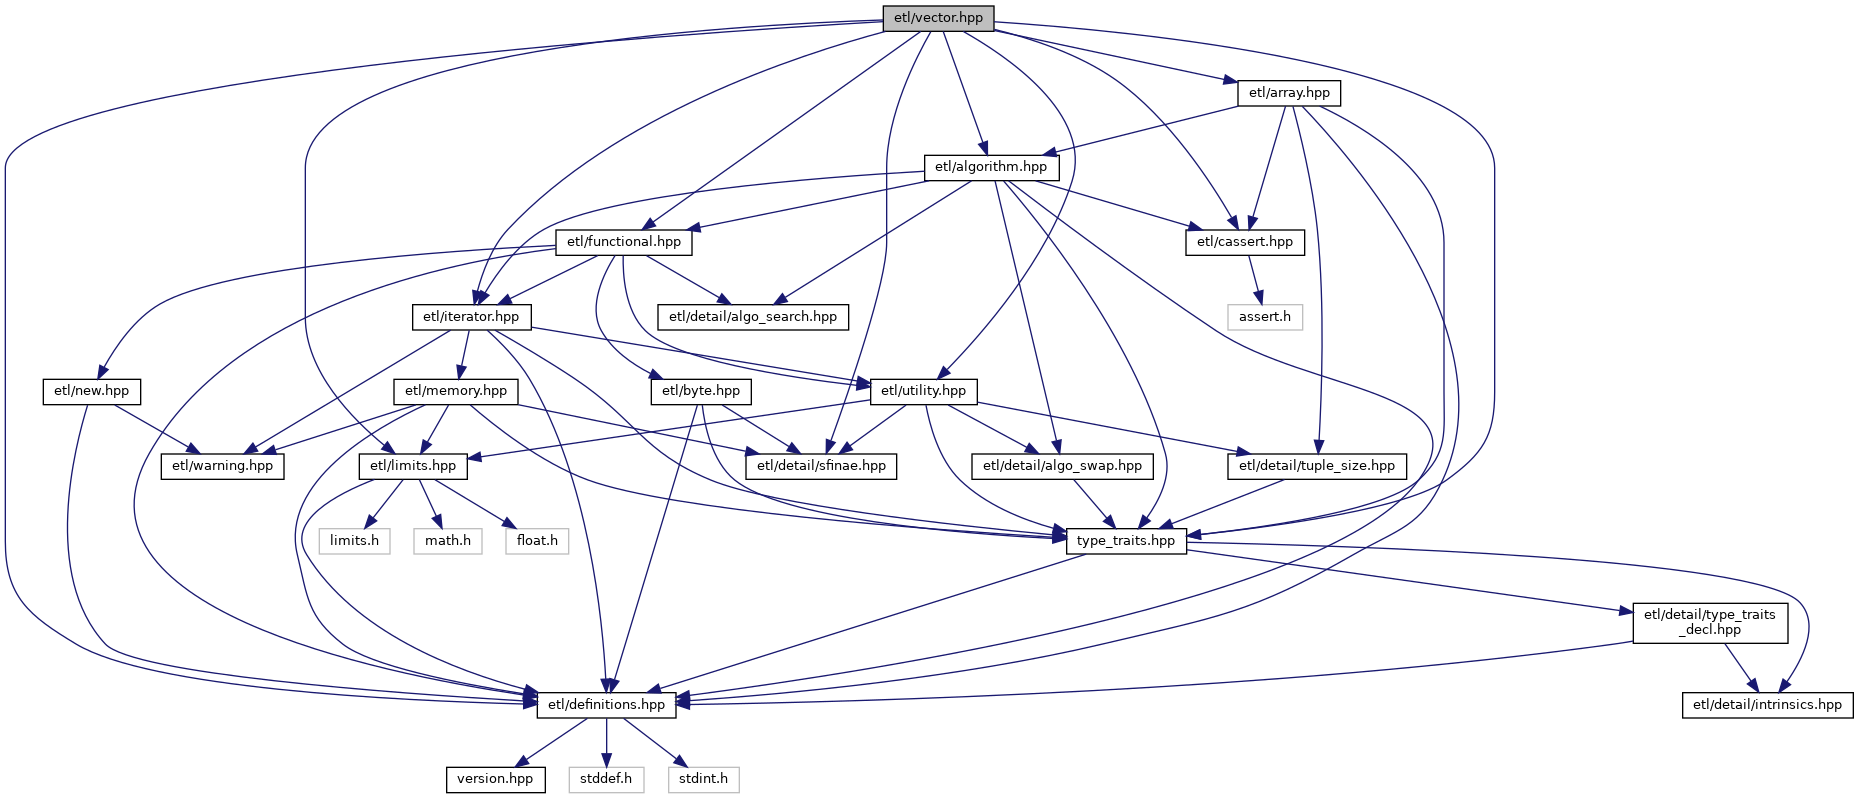 etl/vector.hpp
etl/array.hpp
etl/algorithm.hpp
etl/functional.hpp
etl/cassert.hpp
etl/iterator.hpp
etl/detail/algo_search.hpp
assert.h
etl/new.hpp
etl/memory.hpp
etl/byte.hpp
etl/utility.hpp
etl/warning.hpp
etl/limits.hpp
etl/detail/sfinae.hpp
etl/detail/algo_swap.hpp
etl/detail/tuple_size.hpp
limits.h
math.h
float.h
type_traits.hpp
etl/detail/type_traits
_decl.hpp
etl/definitions.hpp
etl/detail/intrinsics.hpp
version.hpp
stddef.h
stdint.h